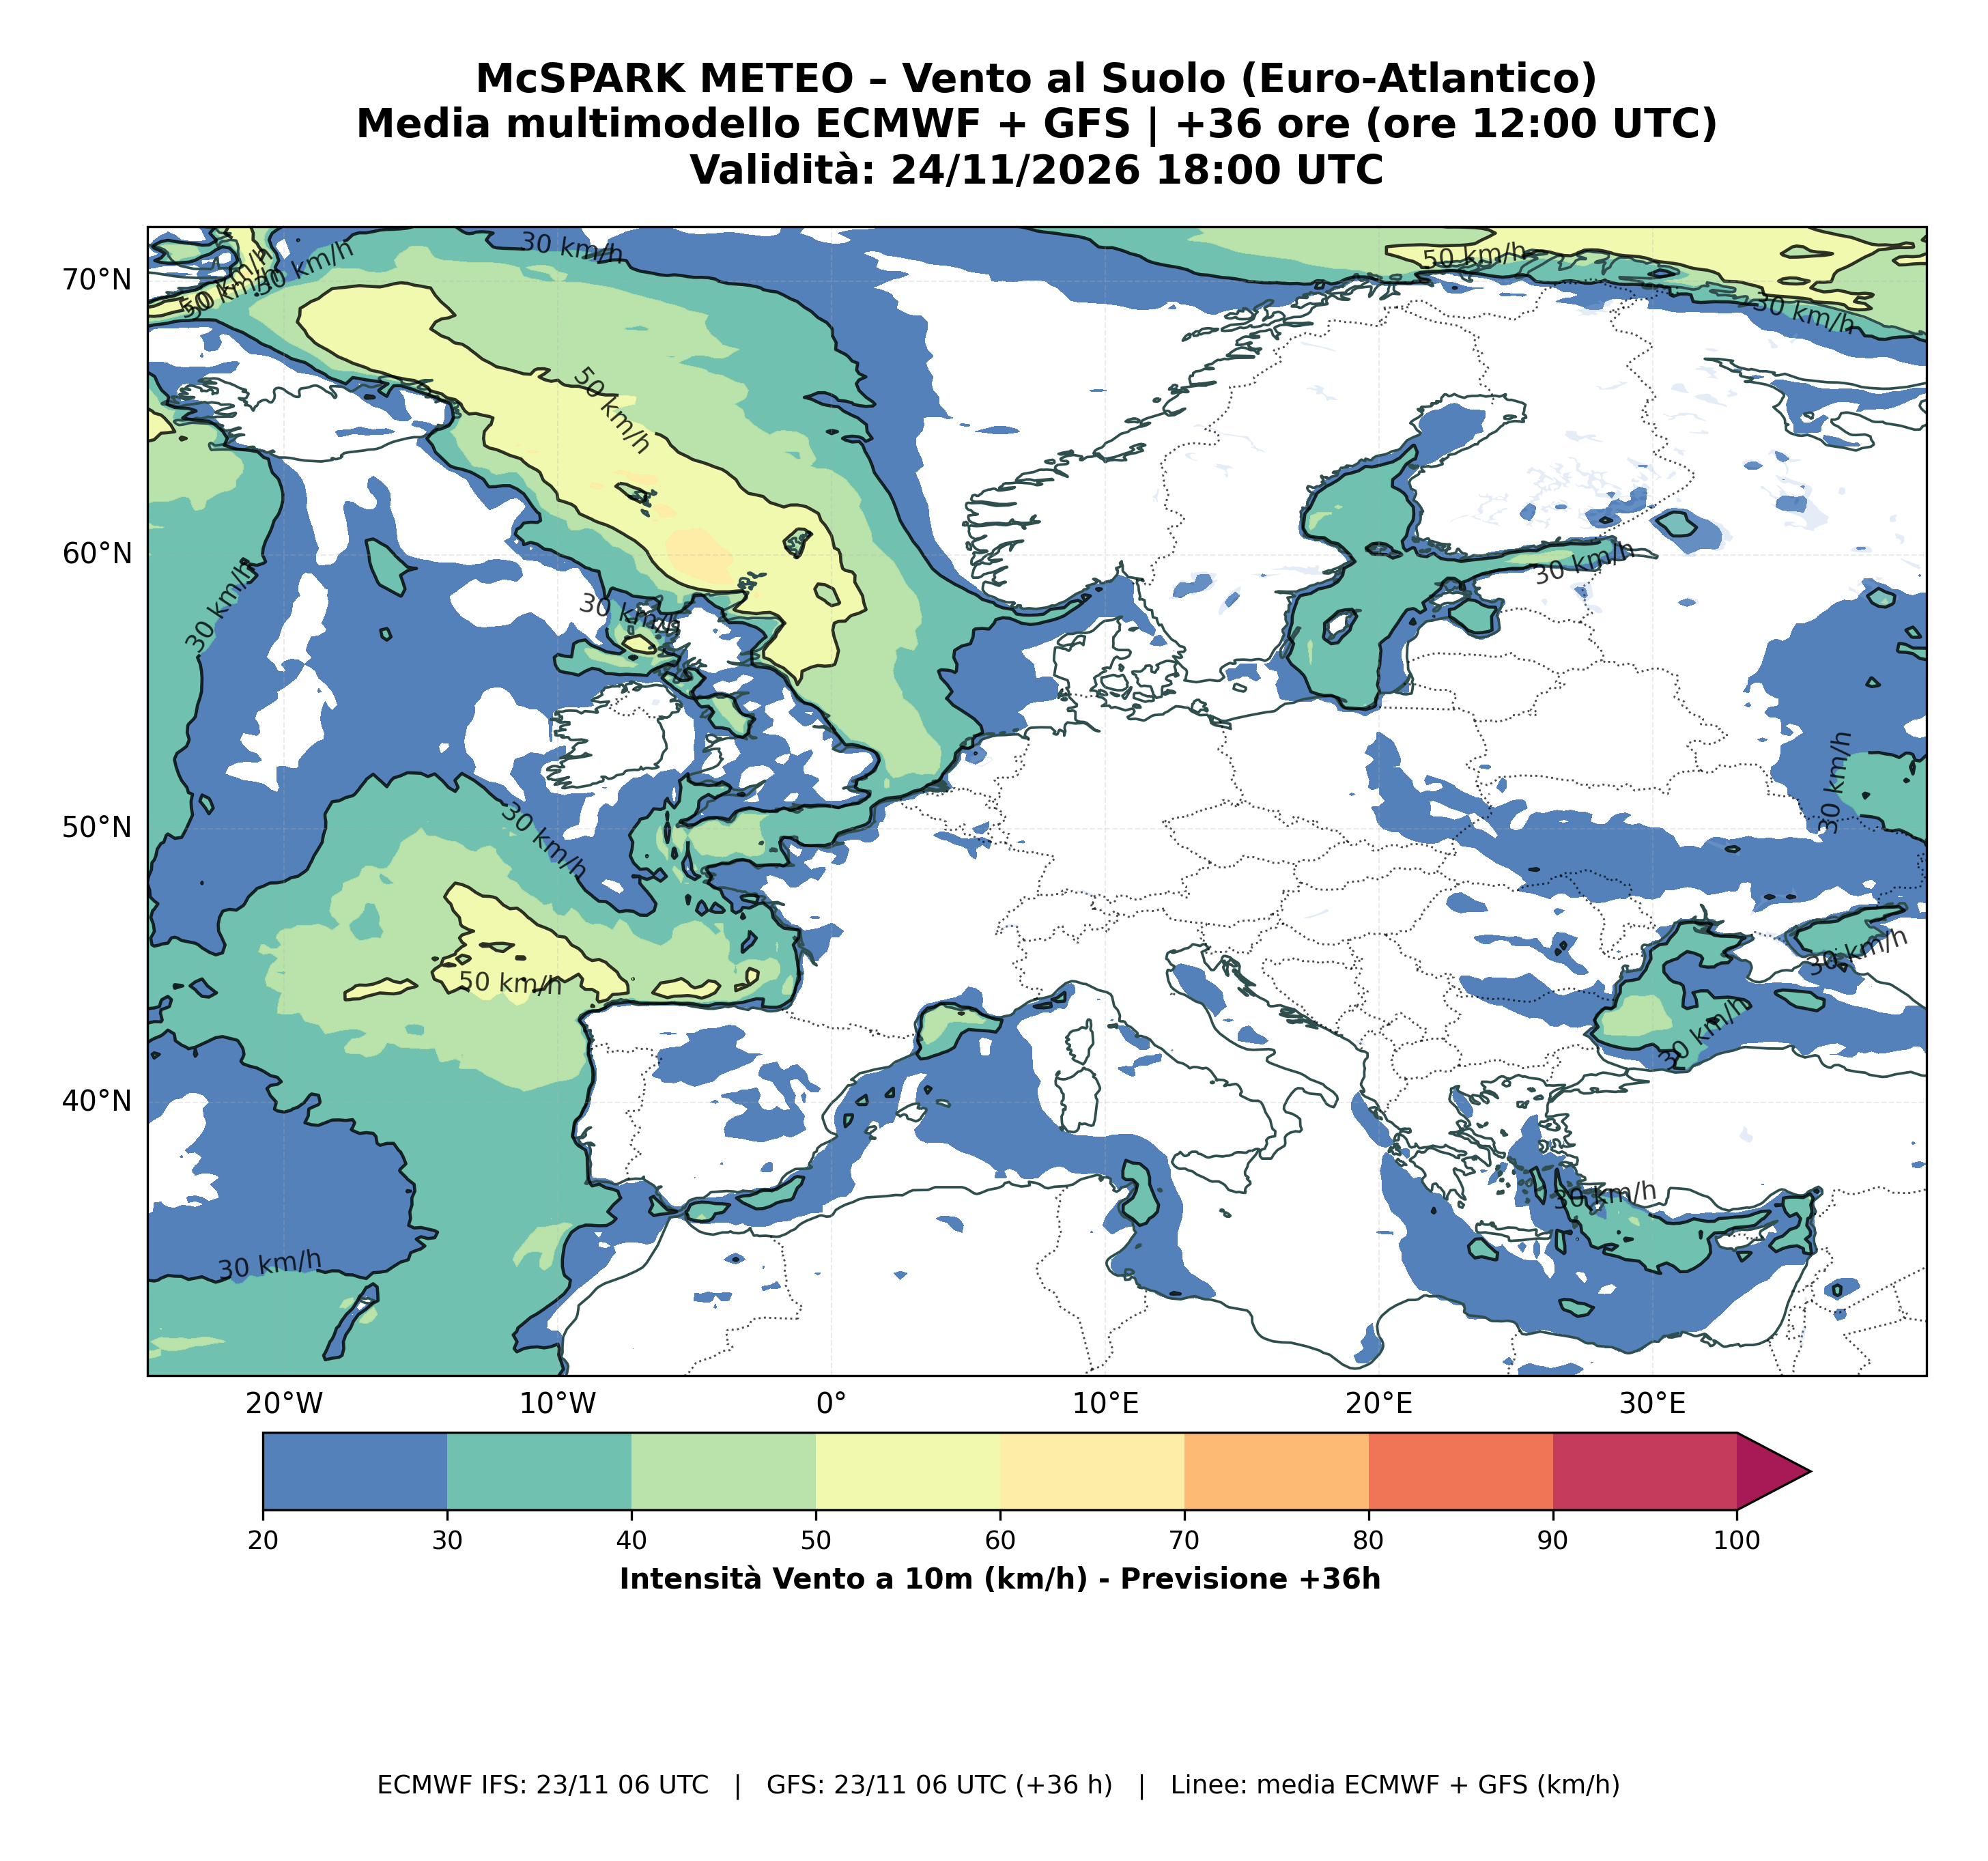 McSPARK METEO – Vento al Suolo (Euro-Atlantico)
Media multimodello ECMWF + GFS | +36 ore (ore 12:00 UTC)
Validità: 24/11/2026 18:00 UTC
30 km/h
50 km/h
30 km/h
50 km/h
50 km/h
30 km/h
50 km/h
30 km/h
30 km/h
30 km/h
30 km/h
30 km/h
30 km/h
30 km/h
50 km/h
30 km/h
30 km/h
30 km/h
70°N
60°N
50°N
40°N
20°W 10°W 0° 10°E 20°E 30°E
20 30 40 50 60 70 80 90 100
Intensità Vento a 10m (km/h) - Previsione +36h
ECMWF IFS: 23/11 06 UTC | GFS: 23/11 06 UTC (+36 h) | Linee: media ECMWF + GFS (km/h)